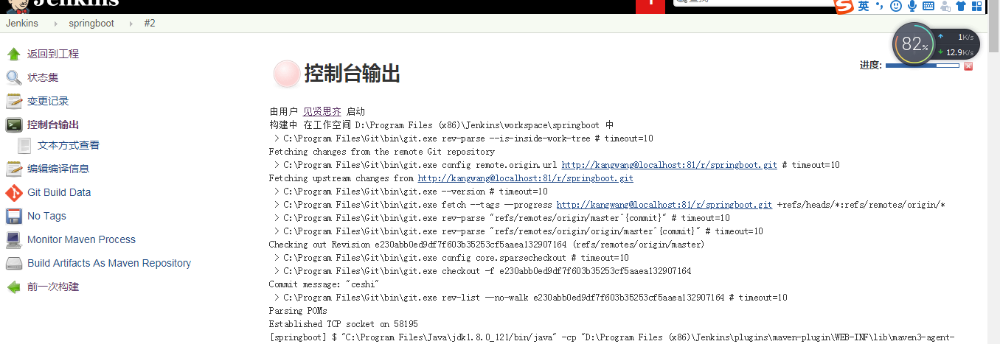 Jenkins
查找
英
Jenkins
springboot
#2
82%
1K/s
12.9K/s
返回到工程
状态集
变更记录
控制台输出
文本方式查看
编辑编译信息
Git Build Data
No Tags
Monitor Maven Process
Build Artifacts As Maven Repository
前一次构建
进度:
控制台输出
由用户 见贤思齐 启动
构建中 在工作空间 D:\Program Files (x86)\Jenkins\workspace\springboot 中
> C:\Program Files\Git\bin\git.exe rev-parse --is-inside-work-tree # timeout=10
Fetching changes from the remote Git repository
> C:\Program Files\Git\bin\git.exe config remote.origin.url http://kangwang@localhost:81/r/springboot.git # timeout=10
Fetching upstream changes from http://kangwang@localhost:81/r/springboot.git
> C:\Program Files\Git\bin\git.exe --version # timeout=10
> C:\Program Files\Git\bin\git.exe fetch --tags --progress http://kangwang@localhost:81/r/springboot.git +refs/heads/*:refs/remotes/origin/*
> C:\Program Files\Git\bin\git.exe rev-parse "refs/remotes/origin/master^{commit}" # timeout=10
> C:\Program Files\Git\bin\git.exe rev-parse "refs/remotes/origin/origin/master^{commit}" # timeout=10
Checking out Revision e230abb0ed9df7f603b35253cf5aaea132907164 (refs/remotes/origin/master)
> C:\Program Files\Git\bin\git.exe config core.sparsecheckout # timeout=10
> C:\Program Files\Git\bin\git.exe checkout -f e230abb0ed9df7f603b35253cf5aaea132907164
Commit message: "ceshi"
> C:\Program Files\Git\bin\git.exe rev-list --no-walk e230abb0ed9df7f603b35253cf5aaea132907164 # timeout=10
Parsing POMs
Established TCP socket on 58195
[springboot] $ "C:\Program Files\Java\jdk1.8.0_121/bin/java" -cp "D:\Program Files (x86)\Jenkins\plugins\maven-plugin\WEB-INF\lib\maven3-agent-